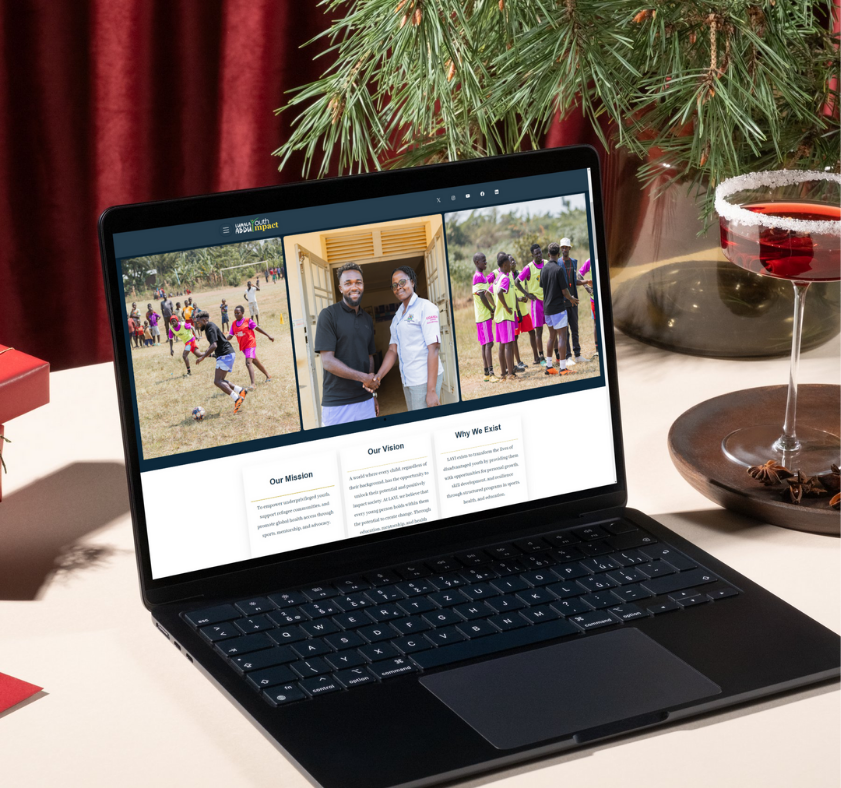 Youth
Impact
Our Mission
To empower underprivileged youth,
support refugee communities, and
promote global health access through
sports, mentorship, and advocacy.
Our Vision
A world where every child, regardless of
their background, has the opportunity to
unlock their potential and positively
impact society. At LAYI, we believe that
every young person holds within them
the potential to create change. Through
education, mentorship, and health
Why We Exist
LAYI exists to transform the lives of
disadvantaged youth by providing them
with opportunities for personal growth,
skill development, and resilience
through structured programs in sports,
health, and education.
esc
Q W E R T Z U I O P
A S D F G H J K L
Y X C V B N M
fn control option command
command option